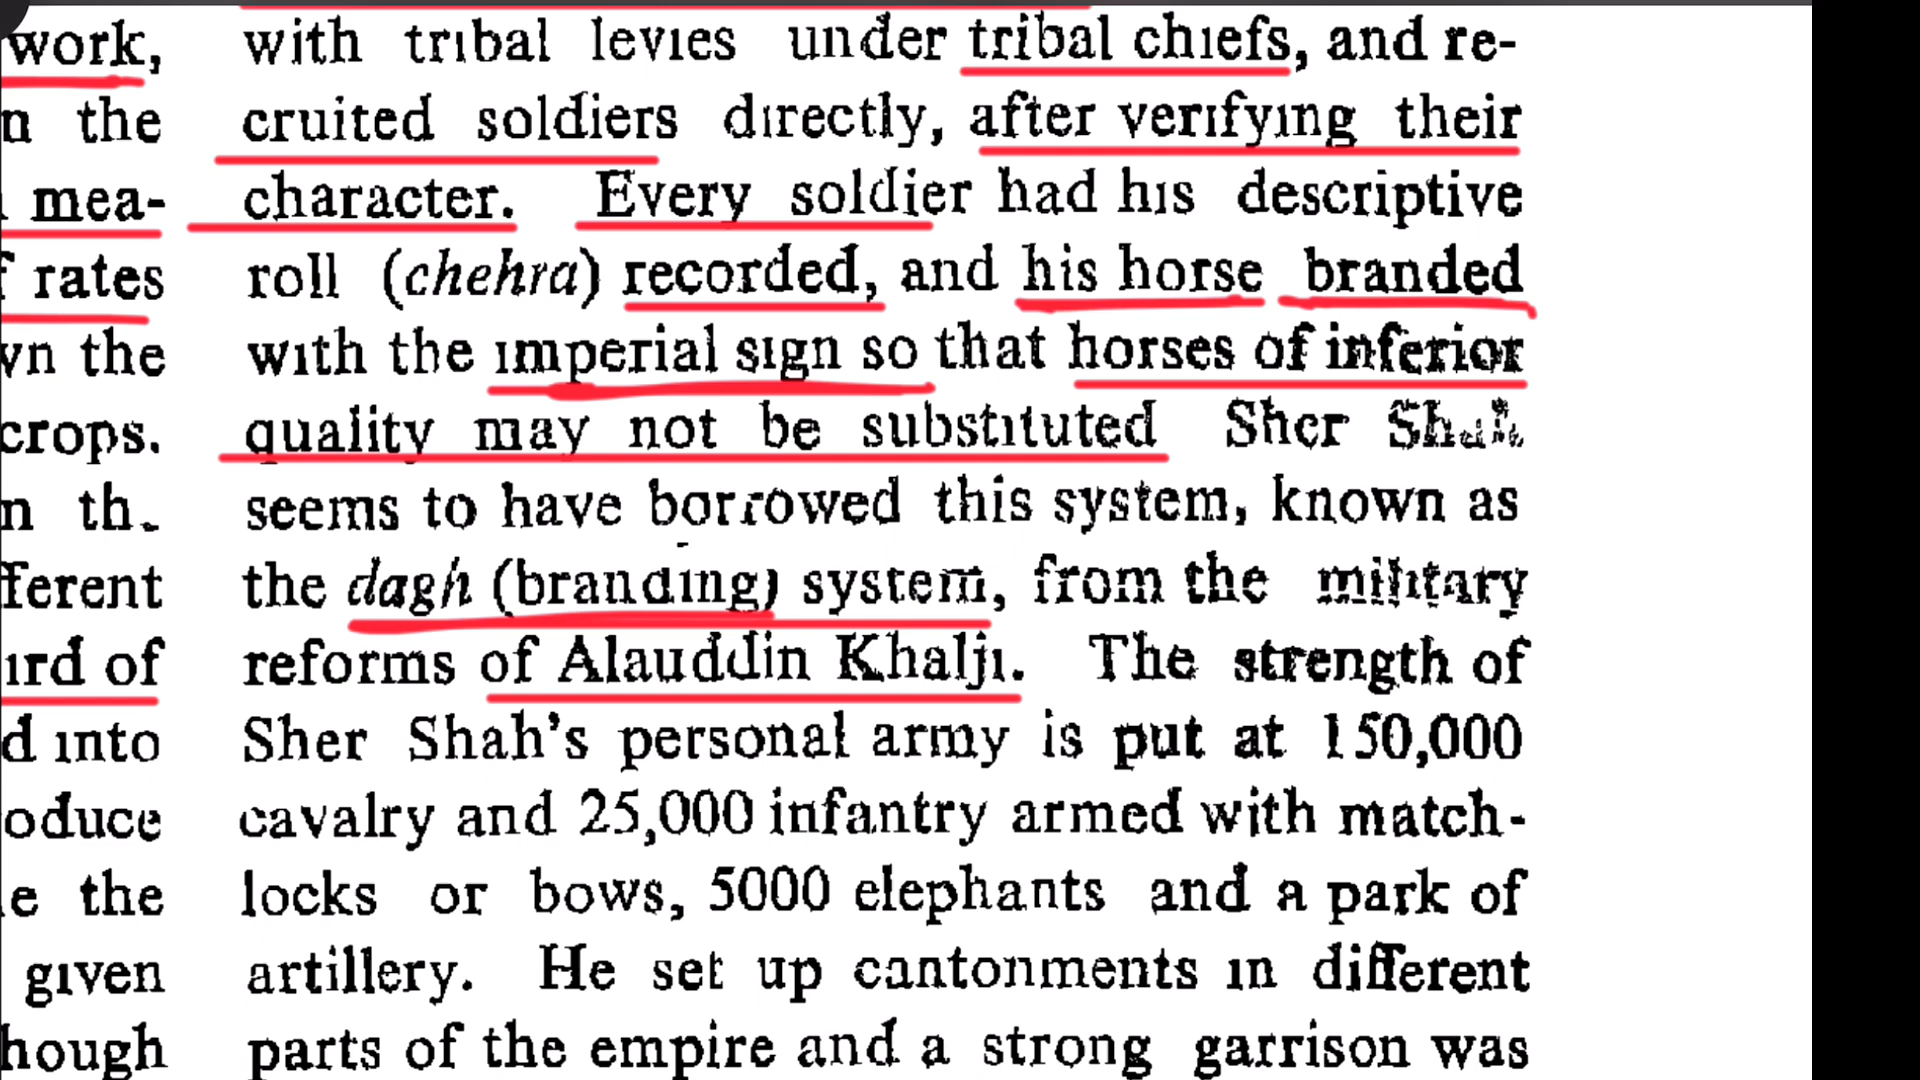 work,
n the
mea-
f rates
vn the
crops.
n th
fferent
ird of
d into
oduce
e the
given
hough
with tribal levies under tribal chiefs, and re-
cruited soldiers directly, after verifying their
character. Every soldier had his descriptive
roll (chehra) recorded, and his horse branded
with the imperial sign so that horses of inferior
quality may not be substituted Sher Shah
seems to have borrowed this system, known as
the dagh (branding) system, from the military
reforms of Alauddin Khalji. The strength of
Sher Shah's personal army is put at 150,000
cavalry and 25,000 infantry armed with match-
locks or bows, 5000 elephants and a park of
artillery. He set up cantonments in different
parts of the empire and a strong garrison was